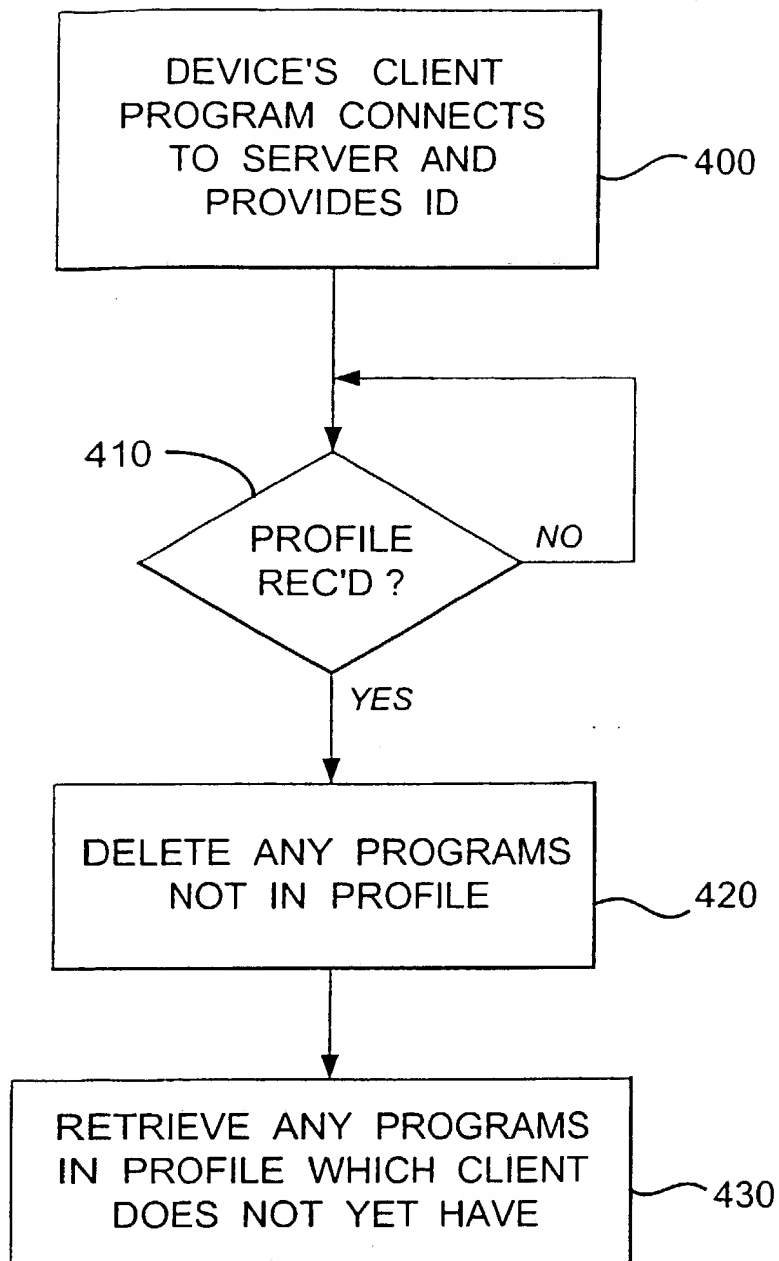 DEVICE'S CLIENT
PROGRAM CONNECTS
TO SERVER AND
PROVIDES ID
400
410
PROFILE
REC'D ?
NO
YES
DELETE ANY PROGRAMS
NOT IN PROFILE
420
RETRIEVE ANY PROGRAMS
IN PROFILE WHICH CLIENT
DOES NOT YET HAVE
430